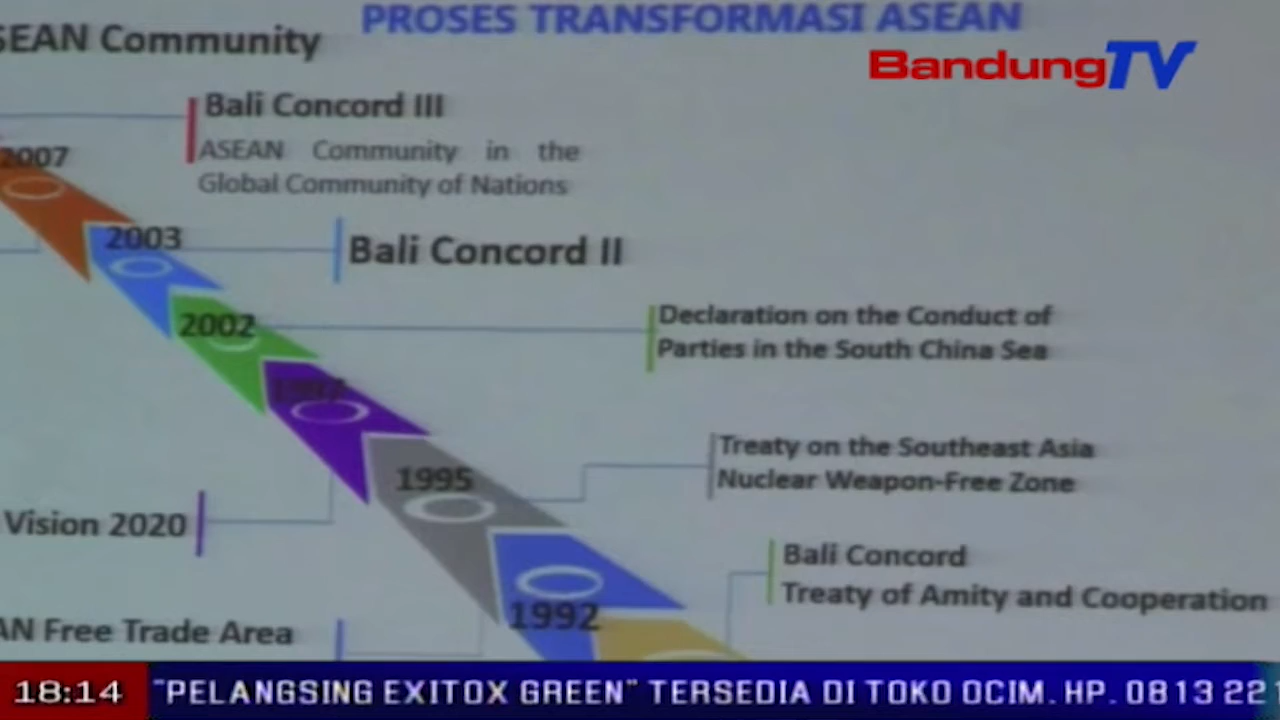 PROSES TRANSFORMASI ASEAN
SEAN Community
BandungTV
Bali Concord III
2007
ASEAN Community in the
Global Community of Nations
2003
Bali Concord II
2002
Declaration on the Conduct of
Parties in the South China Sea
1997
1995
Treaty on the Southeast Asia
Nuclear Weapon-Free Zone
Vision 2020
Bali Concord
Treaty of Amity and Cooperation
1992
AN Free Trade Area
18:14 "PELANGSING EXITOX GREEN" TERSEDIA DI TOKO OCIM. HP. 0813 221